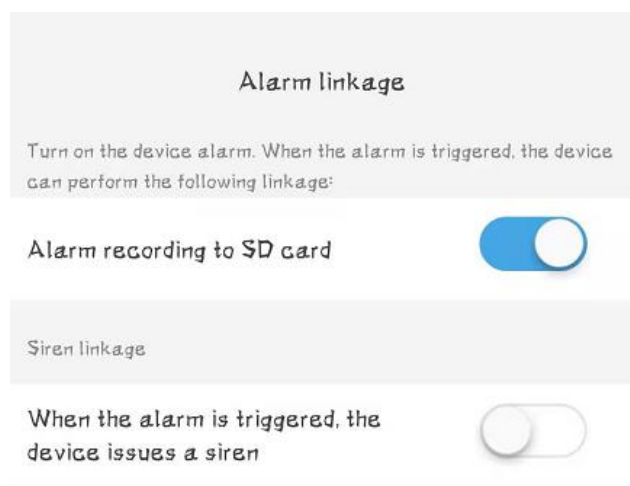 Alarm linkage
Turn on the device alarm. When the alarm is triggered, the device
can perform the following linkage:
Alarm recording to SD card
Siren linkage
When the alarm is triggered, the
device issues a siren